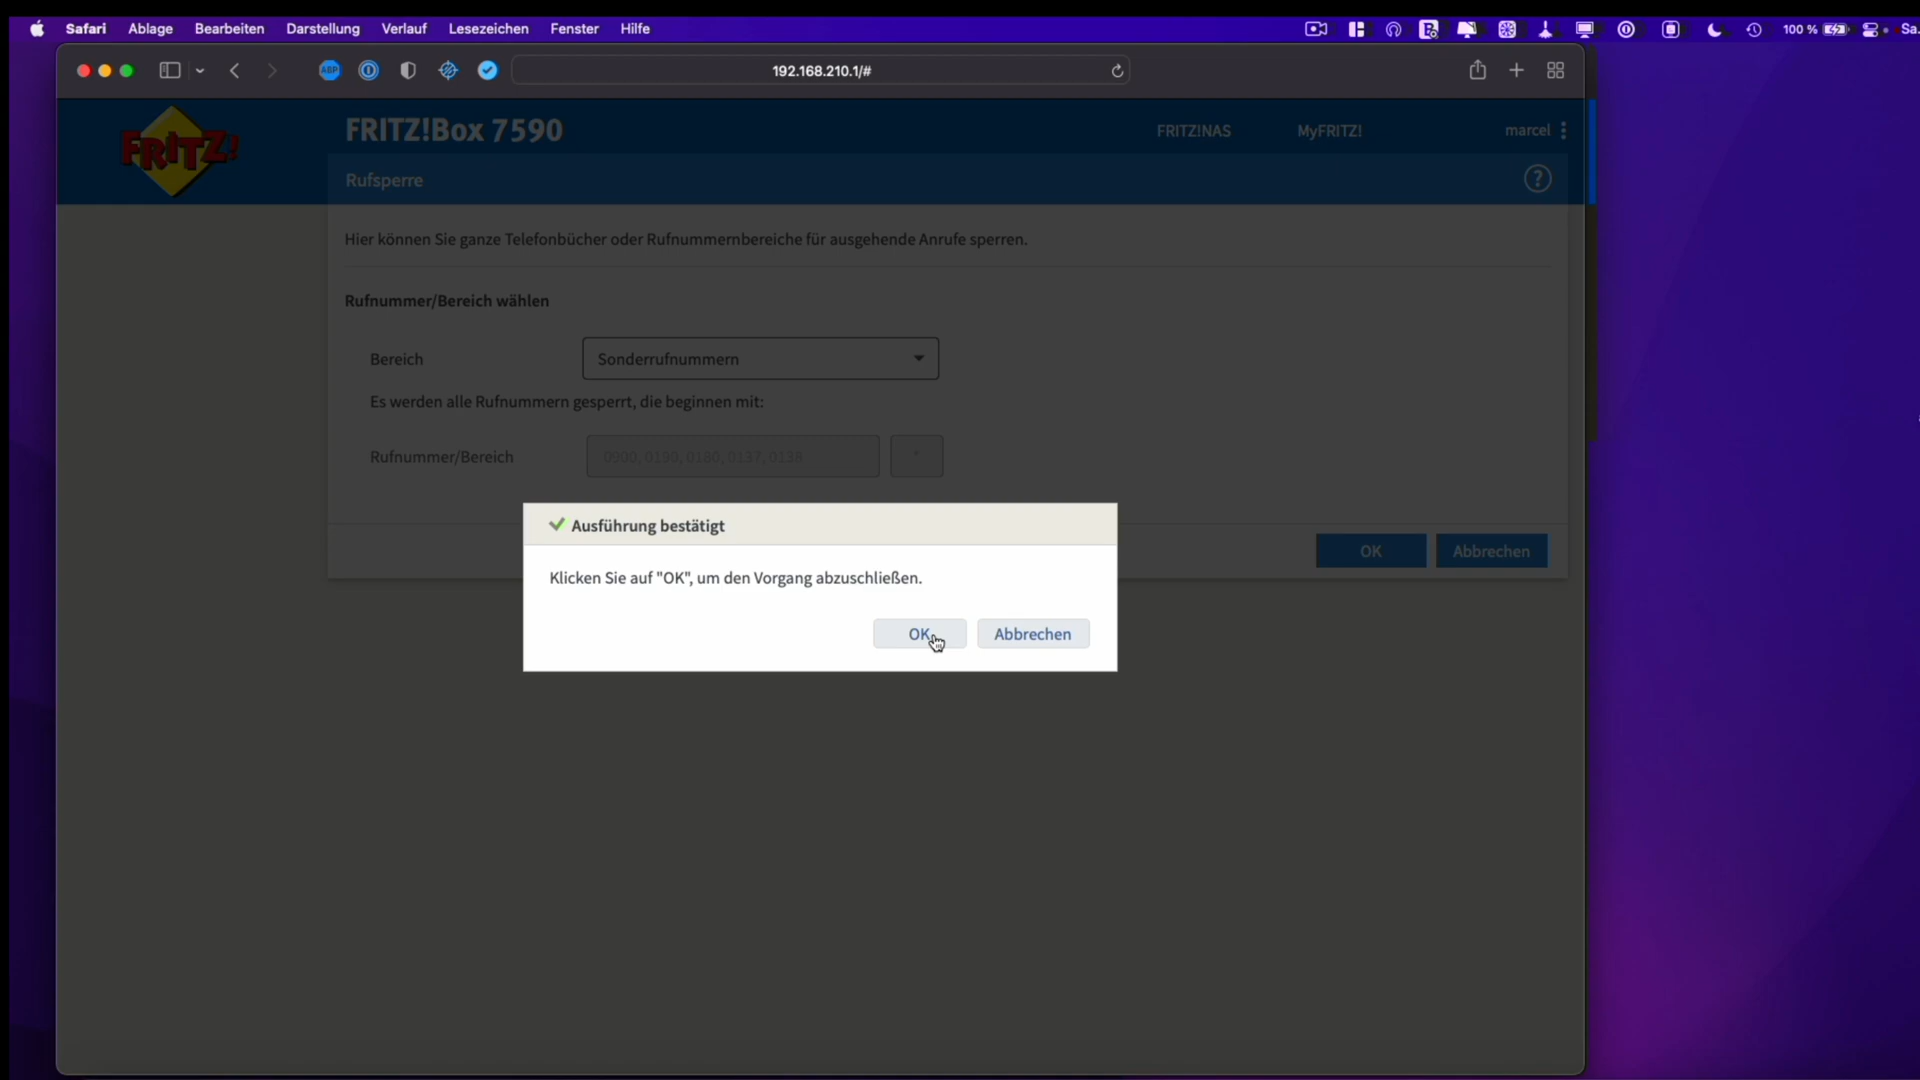 Safari Ablage Bearbeiten Darstellung Verlauf Lesezeichen Fenster Hilfe 100 % Sa.
ABP 192.168.210.1/#
FRITZ! FRITZ!Box 7590 FRITZ!NAS MyFRITZ! marcel
Rufsperre ?
Hier können Sie ganze Telefonbücher oder Rufnummernbereiche für ausgehende Anrufe sperren.
Rufnummer/Bereich wählen
Bereich Sonderrufnummern
Es werden alle Rufnummern gesperrt, die beginnen mit:
Rufnummer/Bereich 0900, 0190, 0180, 0137, 0138 *
Ausführung bestätigt
OK Abbrechen
Klicken Sie auf "OK", um den Vorgang abzuschließen.
OK Abbrechen